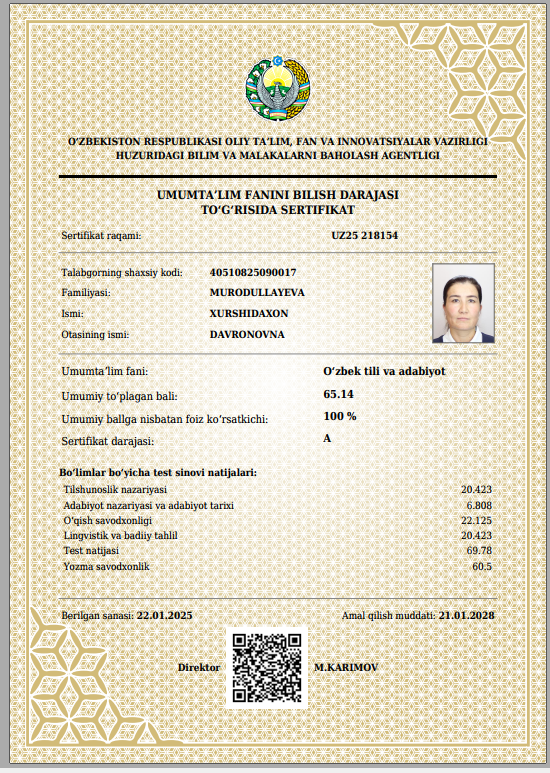 O‘ZBEKISTON RESPUBLIKASI OLIY TA’LIM, FAN VA INNOVATSIYALAR VAZIRLIGI
HUZURIDAGI BILIM VA MALAKALARNI BAHOLASH AGENTLIGI
UMUMTA’LIM FANINI BILISH DARAJASI
TO‘G‘RISIDA SERTIFIKAT
Sertifikat raqami: UZ25 218154
Talabgorning shaxsiy kodi: 40510825090017
Familiyasi: MURODULLAYEVA
Ismi: XURSHIDAXON
Otasining ismi: DAVRONOVNA
Umumta’lim fani: O‘zbek tili va adabiyot
Umumiy to‘plagan bali: 65.14
Umumiy ballga nisbatan foiz ko‘rsatkichi: 100 %
Sertifikat darajasi: A
Bo‘limlar bo‘yicha test sinovi natijalari:
Tilshunoslik nazariyasi 20.423
Adabiyot nazariyasi va adabiyot tarixi 6.808
O‘qish savodxonligi 22.125
Lingvistik va badiiy tahlil 20.423
Test natijasi 69.78
Yozma savodxonlik 60.5
Berilgan sanasi: 22.01.2025 Amal qilish muddati: 21.01.2028
Direktor M.KARIMOV